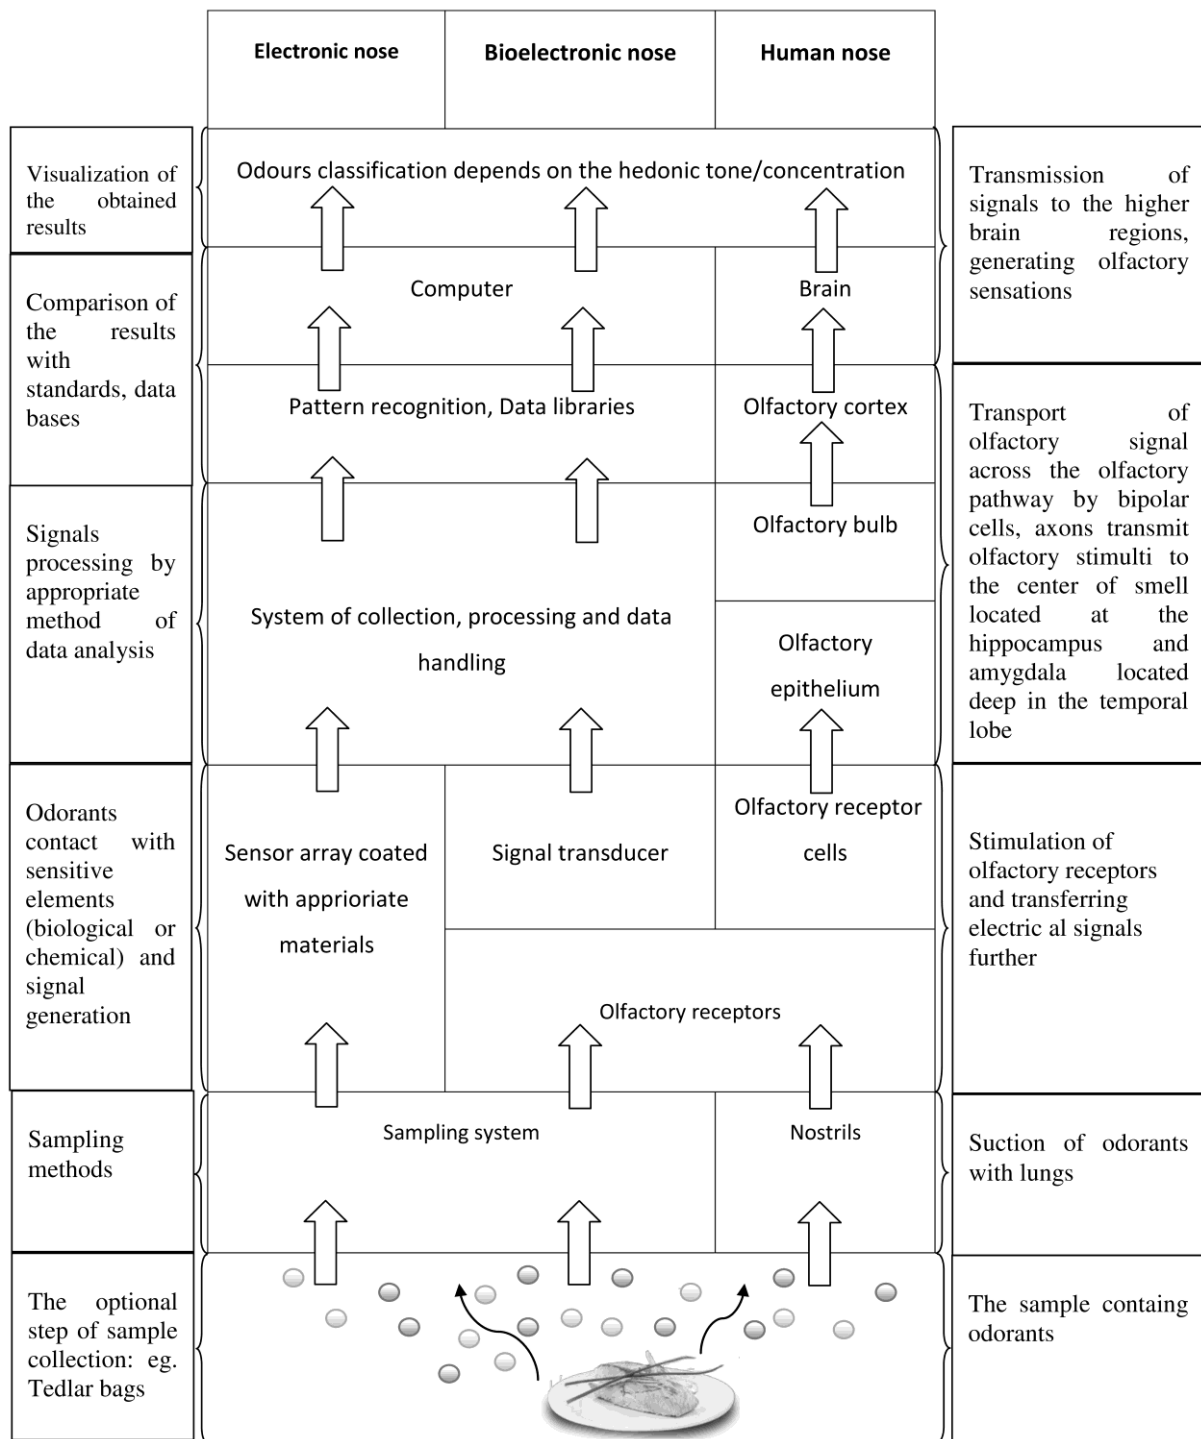 Electronic nose
Bioelectronic nose
Human nose
Visualization of
the obtained
results
Odours classification depends on the hedonic tone/concentration
Transmission of
signals to the higher
brain regions,
generating olfactory
sensations
Comparison of
the results
with
standards, data
bases
Computer
Brain
Pattern recognition, Data libraries
Olfactory cortex
Transport of
olfactory signal
across the olfactory
pathway by bipolar
cells, axons transmit
olfactory stimulti to
the center of smell
located at the
hippocampus and
amygdala located
deep in the temporal
lobe
Signals
processing by
appropriate
method of
data analysis
System of collection, processing and data
handling
Olfactory bulb
Olfactory
epithelium
Odorants
contact with
sensitive
elements
(biological or
chemical) and
signal
generation
Sensor array coated
with apprioriate
materials
Signal transducer
Olfactory receptor
cells
Olfactory receptors
Stimulation of
olfactory receptors
and transferring
electric al signals
further
Sampling
methods
Sampling system
Nostrils
Suction of odorants
with lungs
The optional
step of sample
collection: eg.
Tedlar bags
The sample containg
odorants